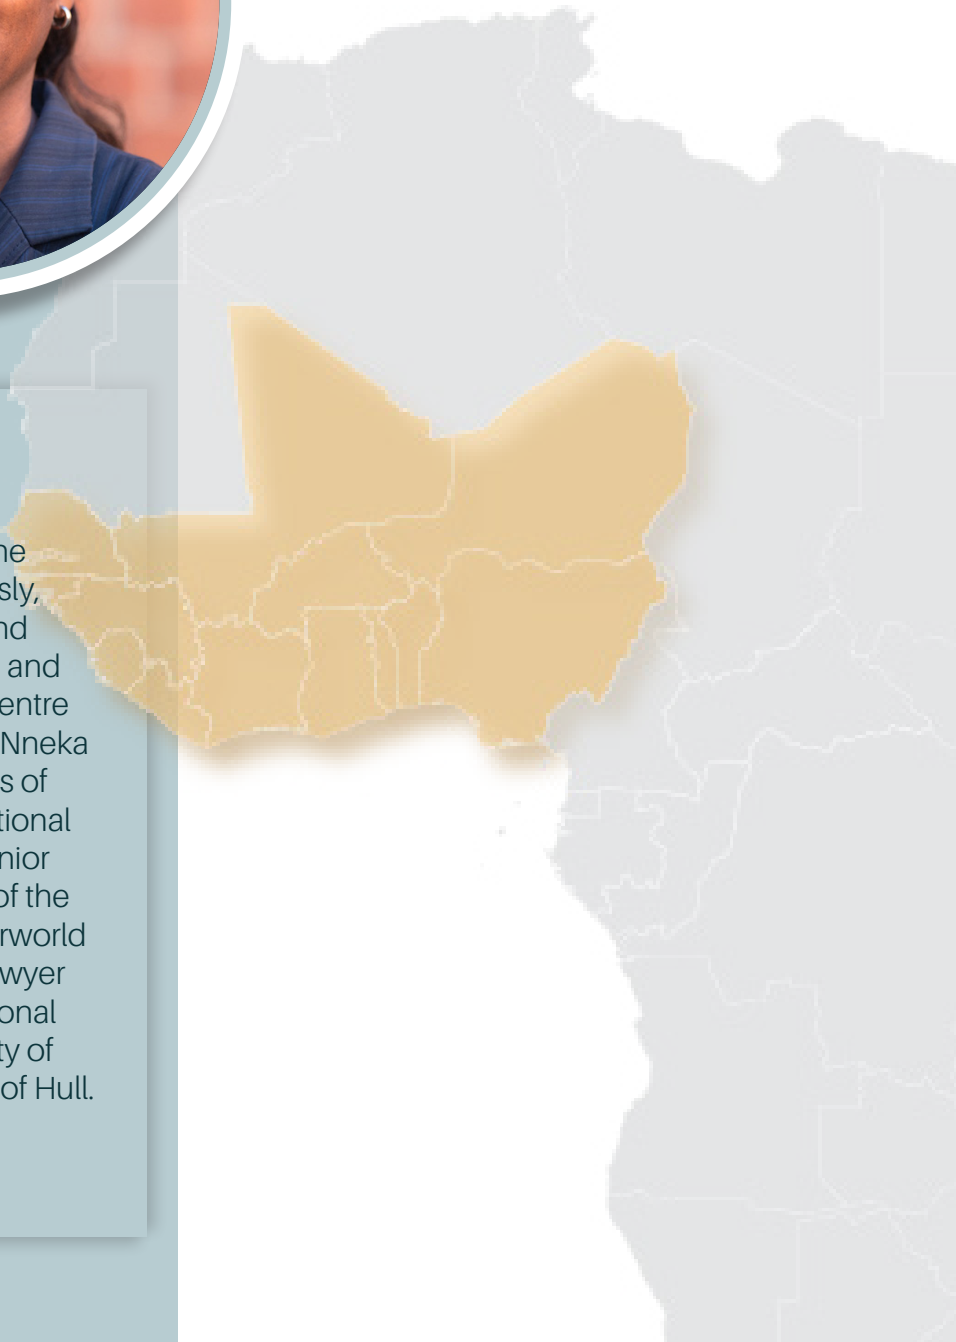 ne
sly,
nd
and
entre
Nneka
s of
tional
nior
of the
rworld
wyer
onal
ty of
of Hull.